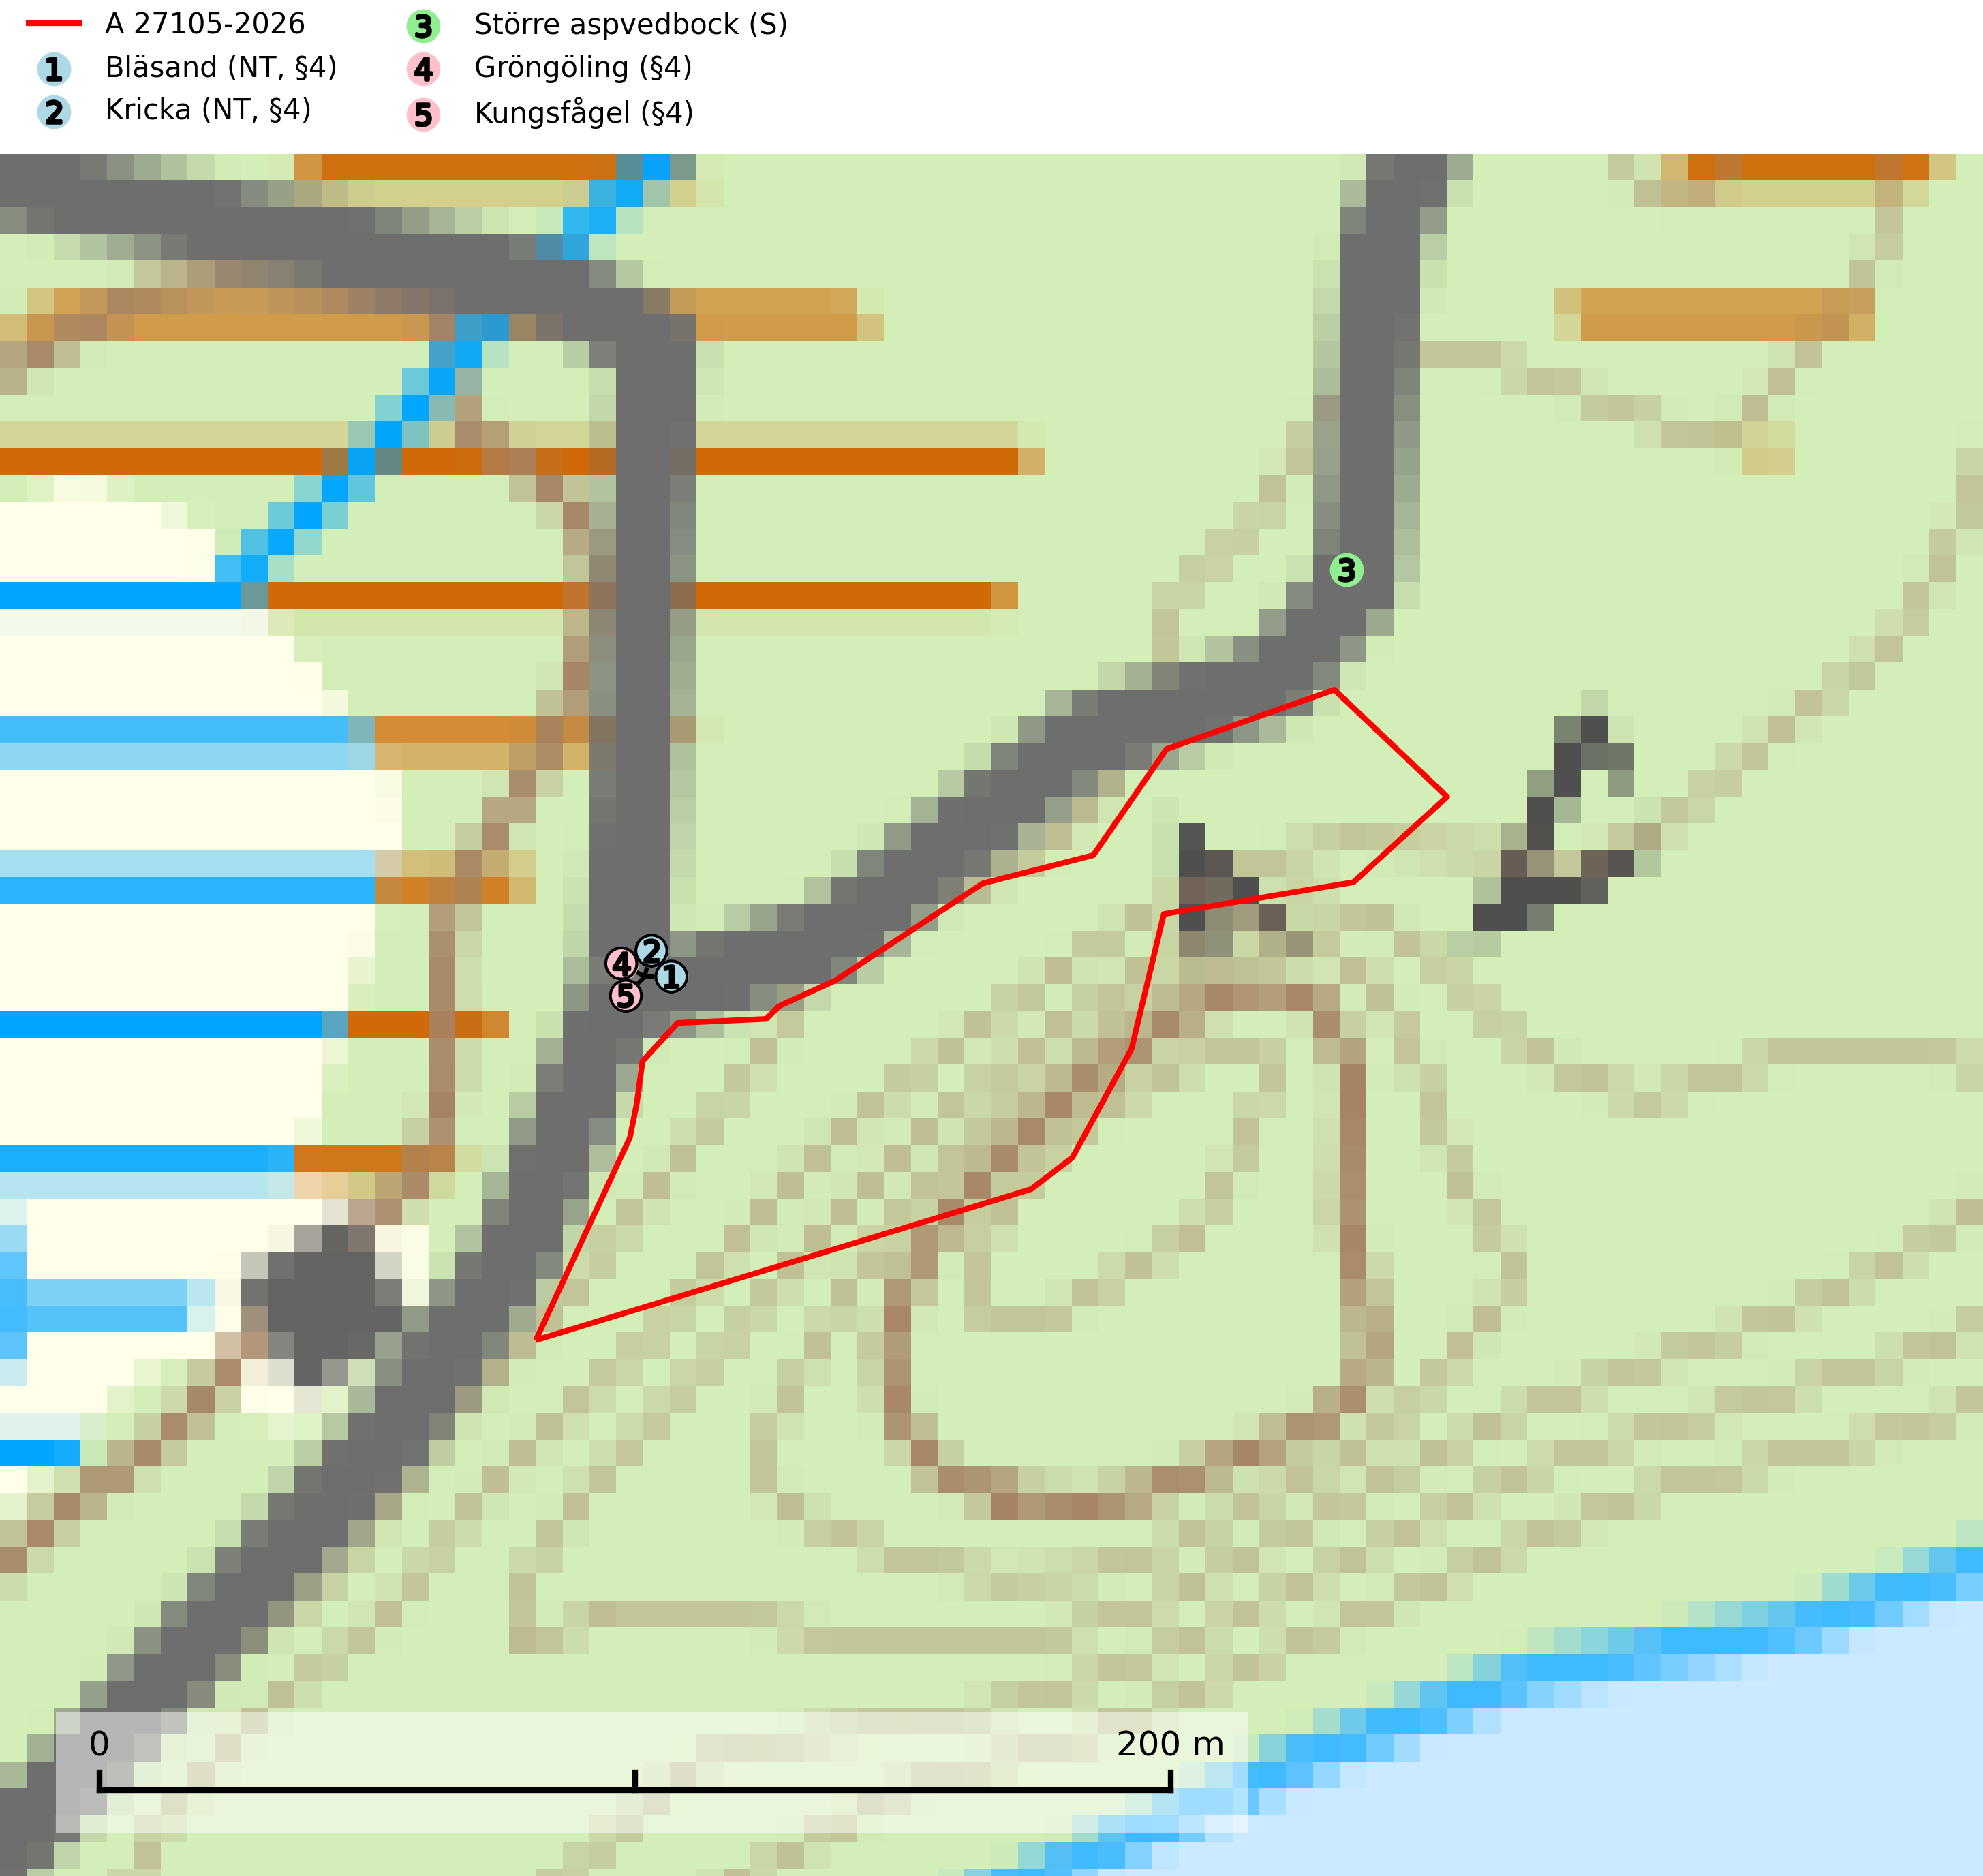 A 27105-2026
1 Bläsand (NT, §4)
2 Kricka (NT, §4)
3 Större aspvedbock (S)
4 Gröngöling (§4)
5 Kungsfågel (§4)
3
2
4
1
5
0 200 m